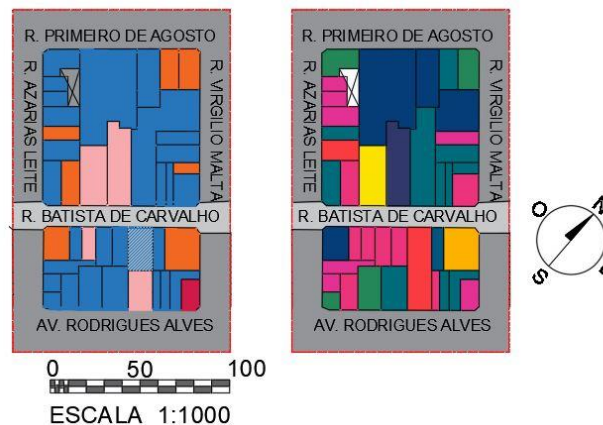 R. PRIMEIRO DE AGOSTO
R. AZARIAS LEITE
R. VIRGILIO MALTA
R. BATISTA DE CARVALHO
AV. RODRIGUES ALVES
R. PRIMEIRO DE AGOSTO
R. AZARIAS LEITE
R. VIRGILIO MALTA
R. BATISTA DE CARVALHO
AV. RODRIGUES ALVES
O
N
S
0 50 100
ESCALA 1:1000